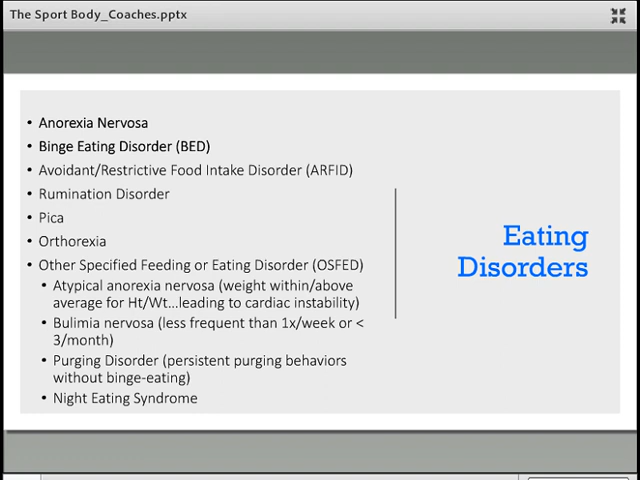 The Sport Body_Coaches.pptx
• Anorexia Nervosa
• Binge Eating Disorder (BED)
• Avoidant/Restrictive Food Intake Disorder (ARFID)
• Rumination Disorder
• Pica
• Orthorexia
• Other Specified Feeding or Eating Disorder (OSFED)
• Atypical anorexia nervosa (weight within/above
average for Ht/Wt...leading to cardiac instability)
• Bulimia nervosa (less frequent than 1x/week or <
3/month)
• Purging Disorder (persistent purging behaviors
without binge-eating)
• Night Eating Syndrome
Eating
Disorders